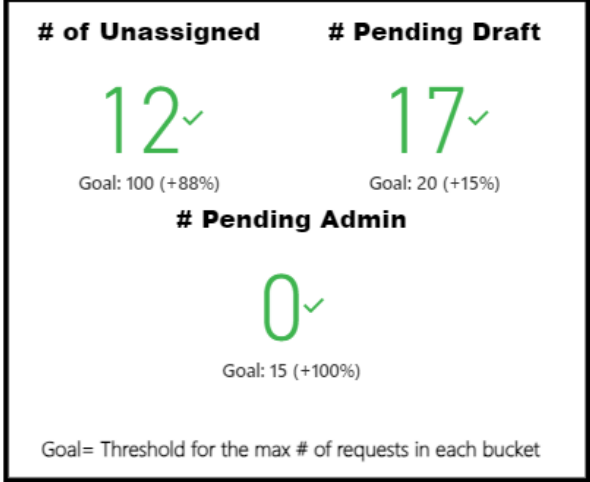 # of Unassigned # Pending Draft
12 17
Goal: 100 (+88%) Goal: 20 (+15%)
# Pending Admin
0
Goal: 15 (+100%)
Goal= Threshold for the max # of requests in each bucket